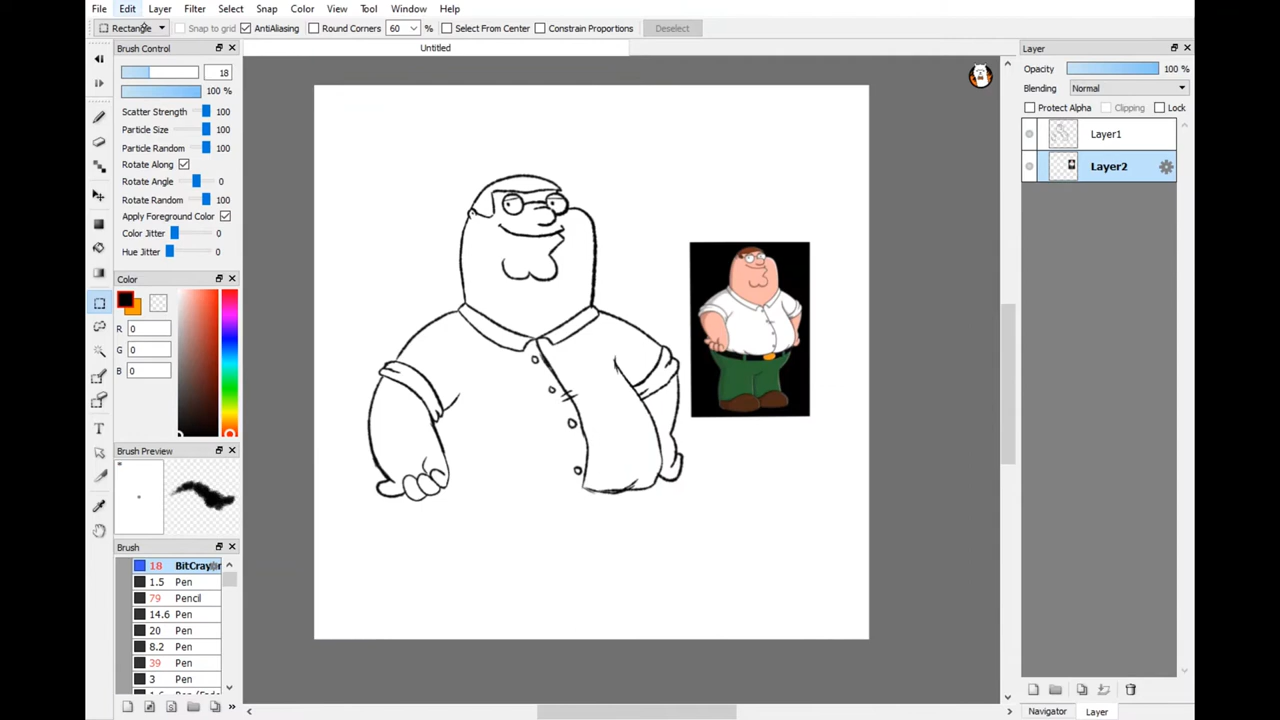 File Edit Layer Filter Select Snap Color View Tool Window Help
Rectangle Snap to grid AntiAliasing Round Corners 60 % Select From Center Constrain Proportions Deselect
Brush Control
Untitled
Layer
18
Opacity 100 %
100 %
Blending Normal
Protect Alpha Clipping Lock
Scatter Strength 100
Particle Size 100
Particle Random 100
Rotate Along
Rotate Angle 0
Rotate Random 100
Apply Foreground Color
Color Jitter 0
Hue Jitter 0
Layer1
Layer2
Color
R 0
G 0
B 0
Brush Preview
Brush
18
1.5 Pen
79 Pencil
14.6 Pen
20 Pen
8.2 Pen
39 Pen
3 Pen
Navigator Layer